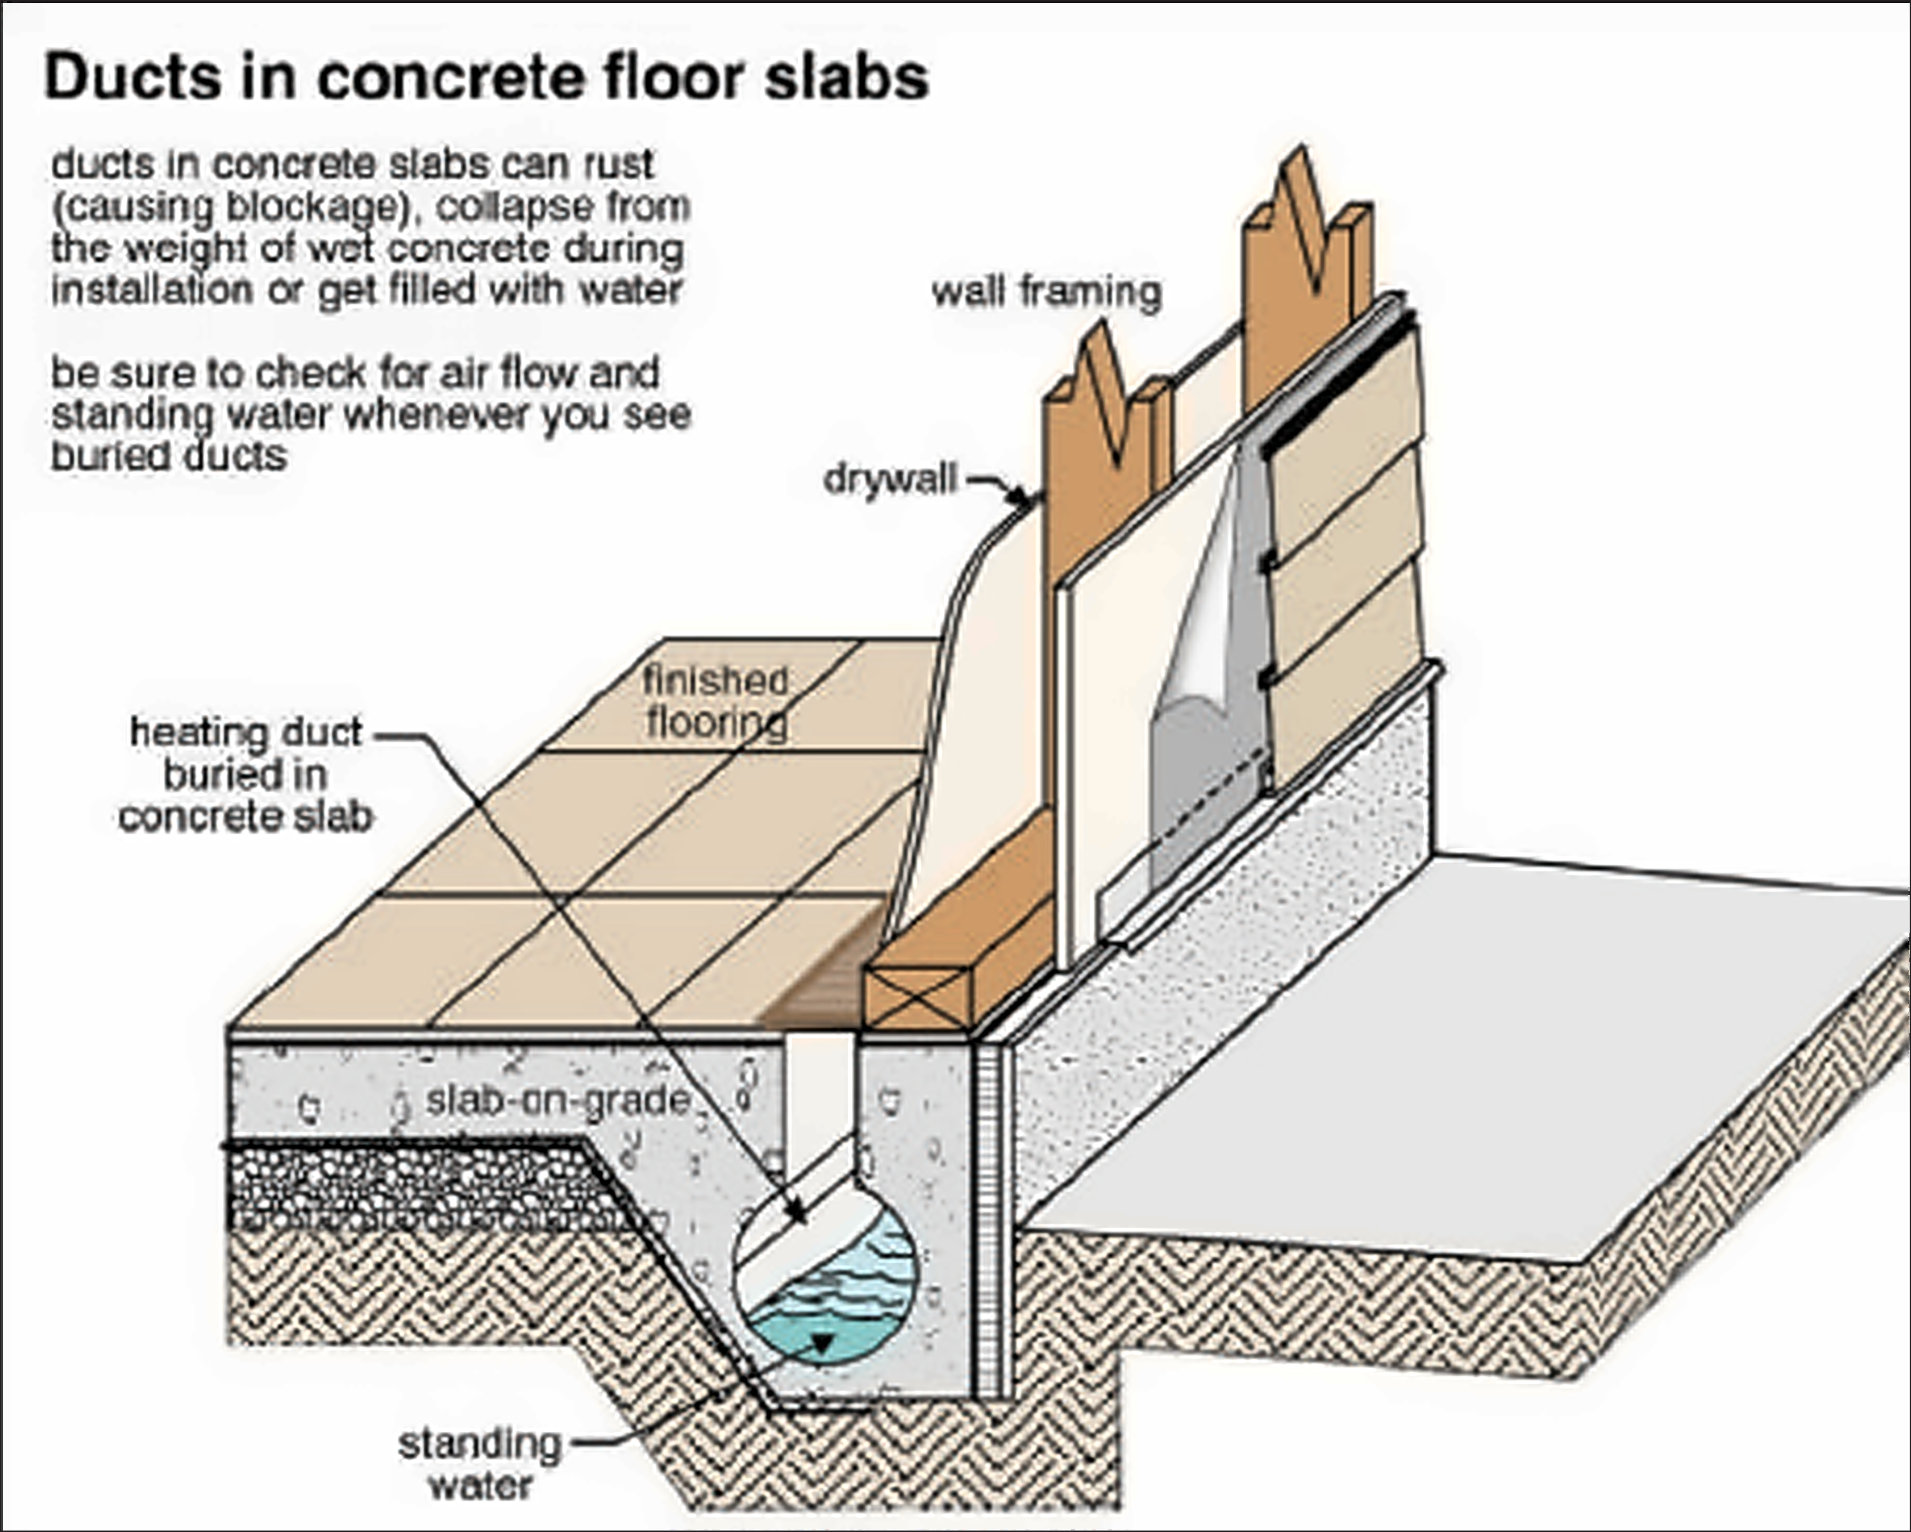 Ducts in concrete floor slabs
ducts in concrete slabs can rust
(causing blockage), collapse from
the weight of wet concrete during
installation or get filled with water
be sure to check for air flow and
standing water whenever you see
buried ducts
wall framing
drywall
finished
flooring
heating duct
buried in
concrete slab
slab-on-grade
standing
water